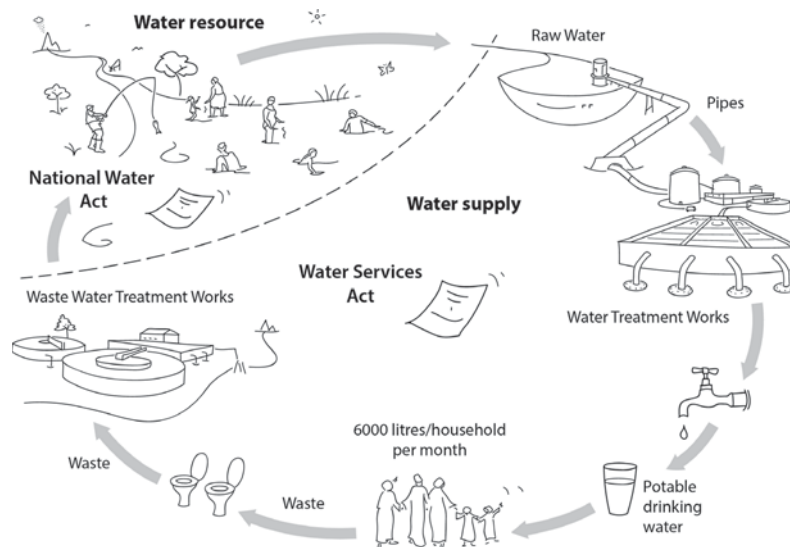 Water resource
Raw Water
Pipes
National Water
Act
Water supply
Water Services
Act
Waste Water Treatment Works
Water Treatment Works
6000 litres/household
per month
Waste
Waste
Potable
drinking
water